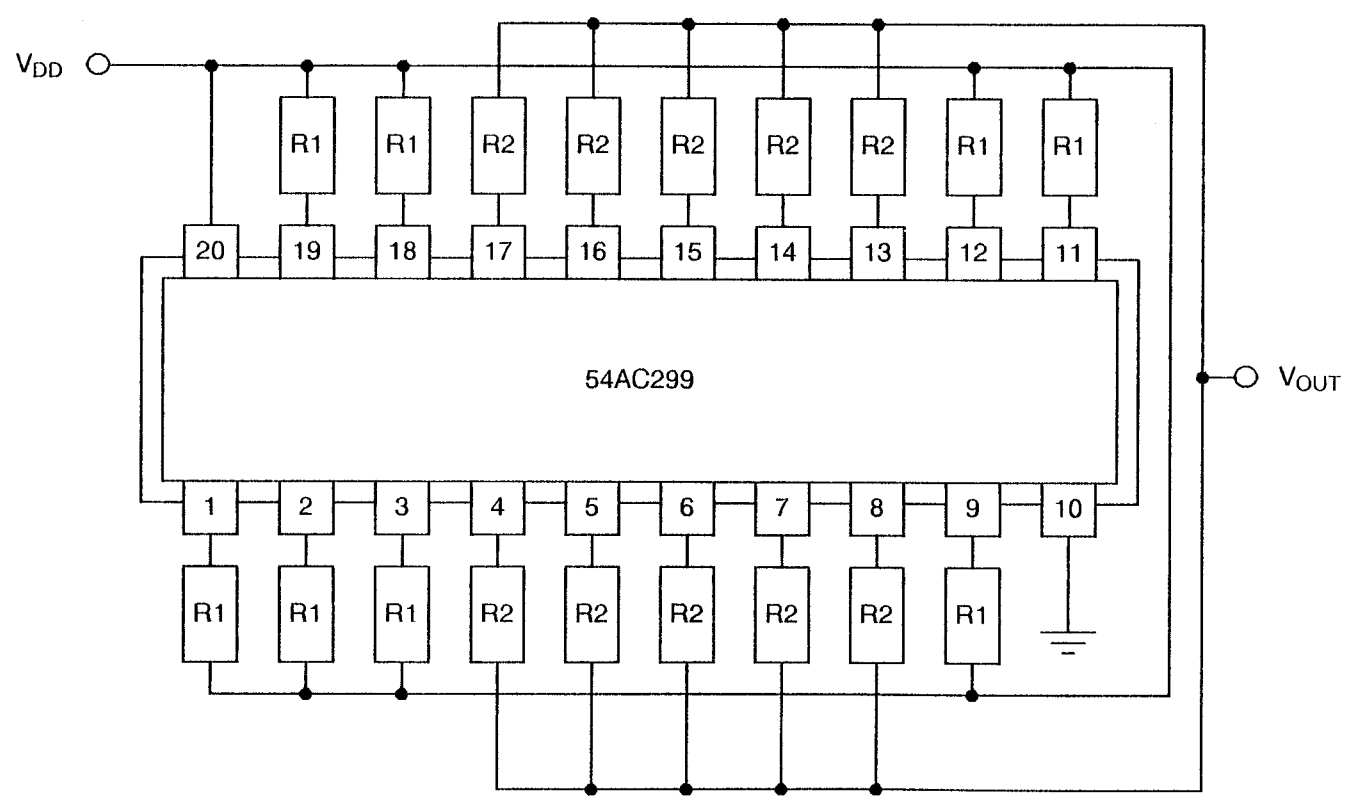 V_DD
R1 R1 R2 R2 R2 R2 R2 R1 R1
20 19 18 17 16 15 14 13 12 11
54AC299
V_OUT
1 2 3 4 5 6 7 8 9 10
R1 R1 R1 R2 R2 R2 R2 R2 R1